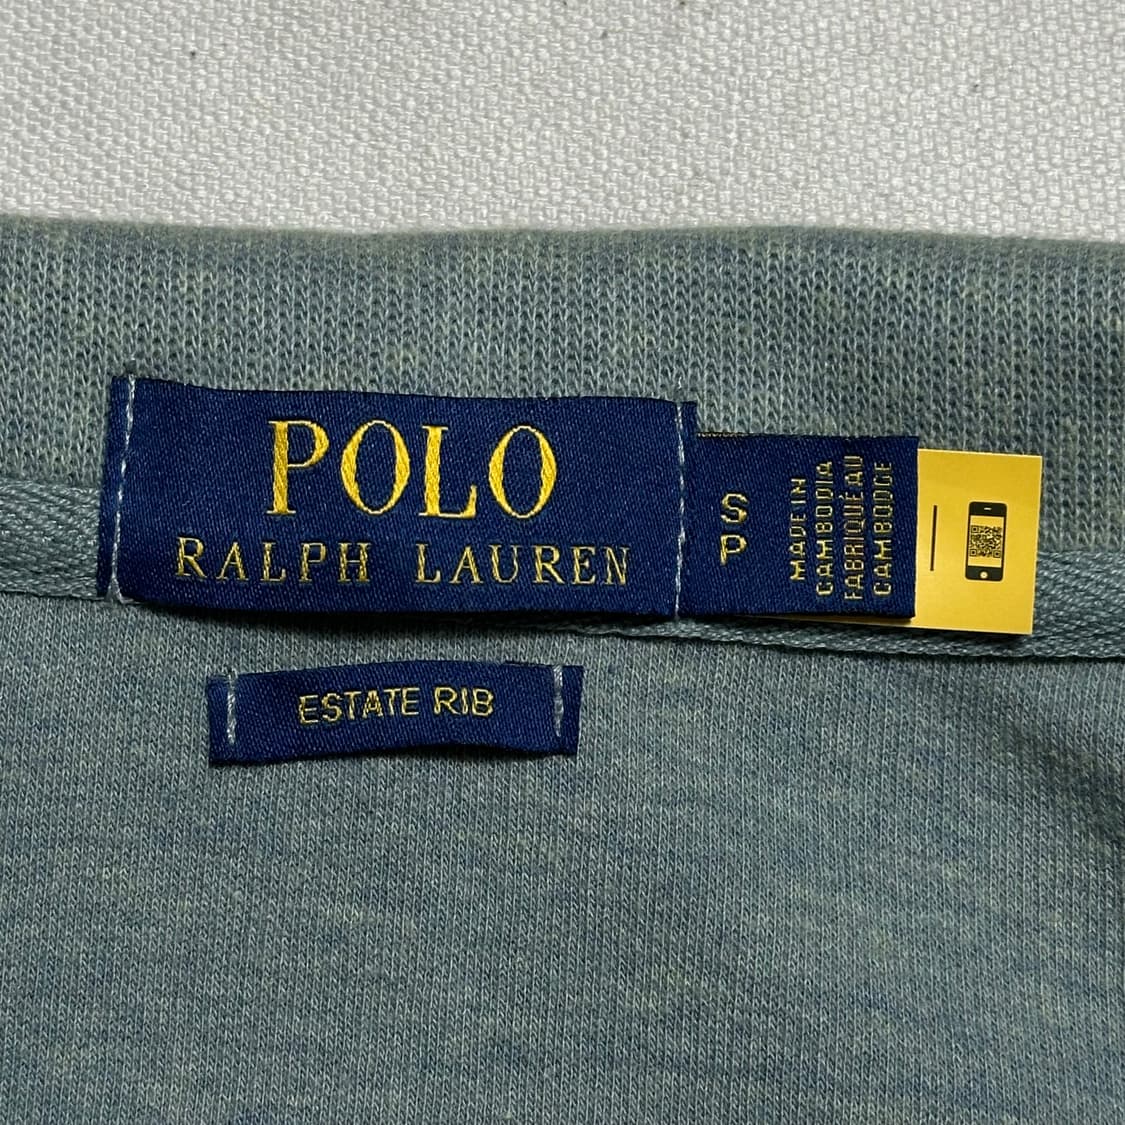 POLO
RALPH LAUREN
S
P
MADE IN
CAMBODIA
FABRIQUÉ AU
CAMBODGE
ESTATE RIB